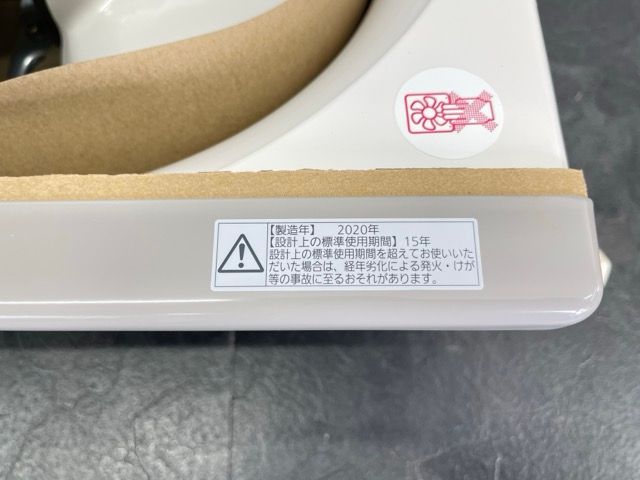 【製造年】 2020年
【設計上の標準使用期間】15年
設計上の標準使用期間を超えてお使いいた
だいた場合は、経年劣化による発火・けが
等の事故に至るおそれがあります。